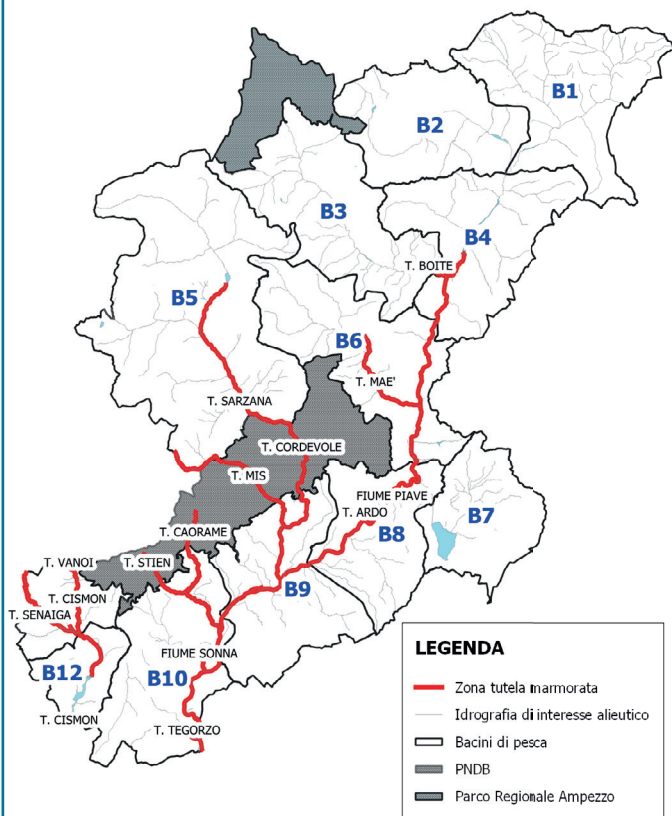 B1
B2
B3
B4
T. BOITE
B5
B6
T. MAE'
T. SARZANA
T. CORDEVOLE
T. MIS
FIUME PIAVE
T. ARDO
B7
B8
T. CAORAME
T. VANOI
T. STIEN
T. CISMON
B9
T. SENAIGA
FIUME SONNA
B12
B10
T. CISMON
T. TEGORZO
LEGENDA
Zona tutela marmorata
Idrografia di interesse alieutico
Bacini di pesca
PNDB
Parco Regionale Ampezzo